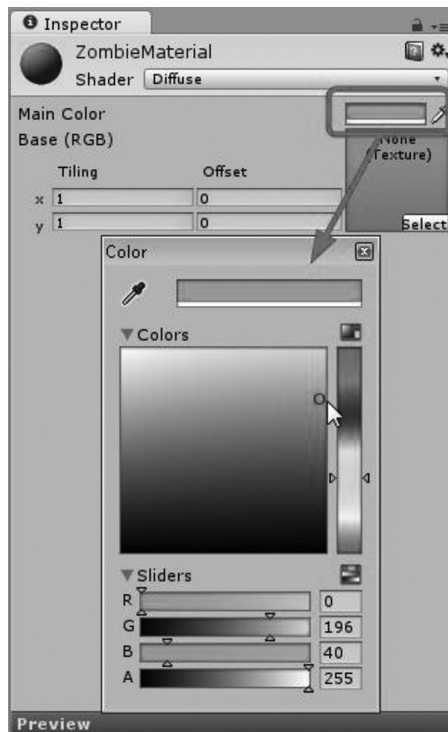 Inspector
ZombieMaterial
Shader Diffuse
Main Color
Base (RGB)
None
(Texture)
Tiling Offset
x 1 0
y 1 0
Select
Color
Colors
Sliders
R 0
G 196
B 40
A 255
Preview